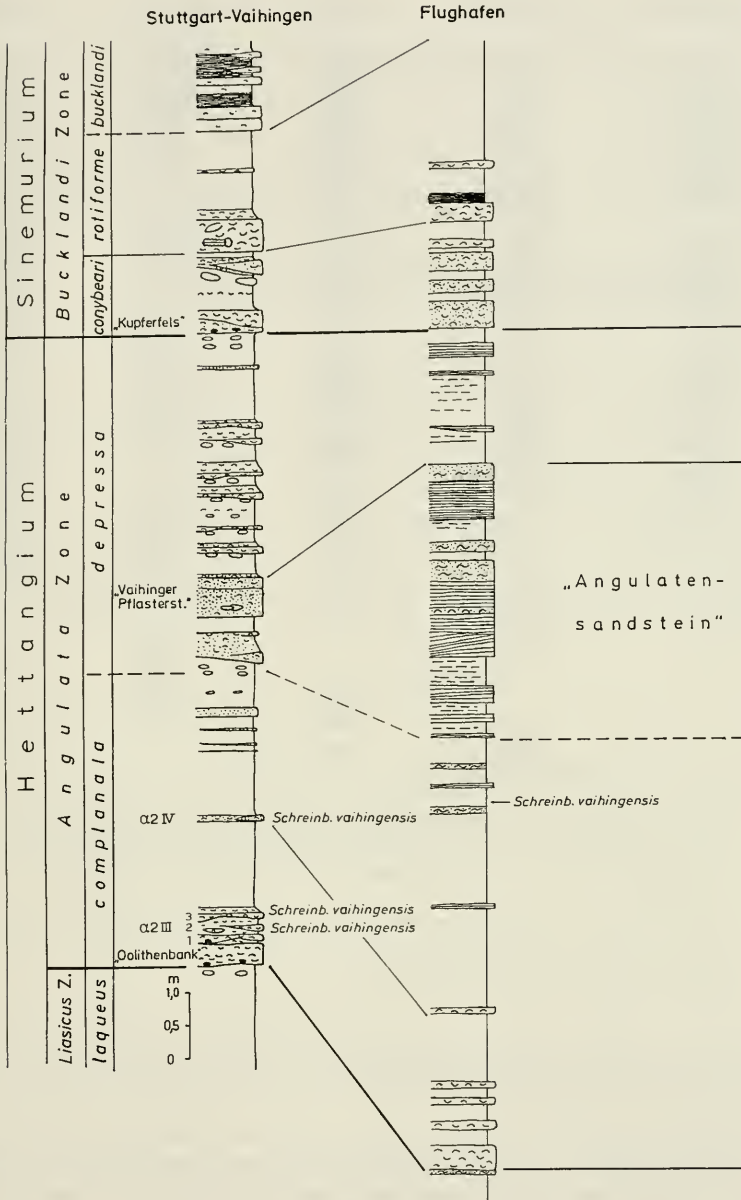 Stuttgart-Vaihingen
Flughafen
Sinemurium
Hettangium
Bucklandi Zone
Angulata Zone
Liasicus Z.
bucklandi
rotiforme
conybeari
depressa
complanala
laqueus
„Kupferfels"
„Vaihinger
Pflasterst."
„Angulaten-
sandstein"
α2 IV
Schreinb. vaihingensis
Schreinb. vaihingensis
α2 III
3
2
1
Schreinb. vaihingensis
Schreinb. vaihingensis
„Oolithenbank"
m
1,0
0,5
0